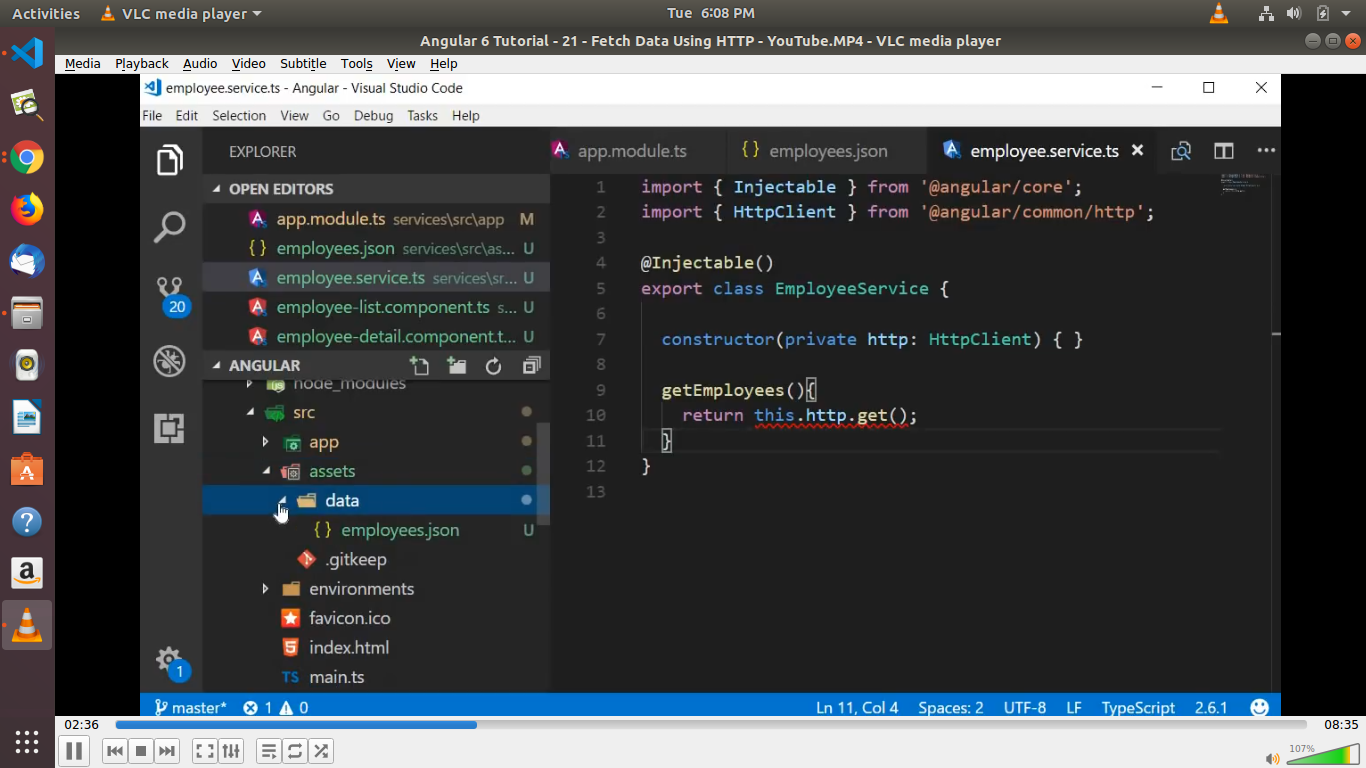 Activities VLC media player Tue 6:08 PM
Angular 6 Tutorial - 21 - Fetch Data Using HTTP - YouTube.MP4 - VLC media player
Media Playback Audio Video Subtitle Tools View Help
employee.service.ts - Angular - Visual Studio Code
File Edit Selection View Go Debug Tasks Help
EXPLORER
app.module.ts { } employees.json employee.service.ts
OPEN EDITORS
app.module.ts services\src\app M
{ } employees.json services\src\as... U
employee.service.ts services\sr... U
employee-list.component.ts s... U
employee-detail.component.t... U
20
ANGULAR
node_modules
src
app
assets
data
{ } employees.json U
.gitkeep
environments
favicon.ico
index.html
TS main.ts
1
1 import { Injectable } from '@angular/core';
2 import { HttpClient } from '@angular/common/http';
3
4 @Injectable()
5 export class EmployeeService {
6
7 constructor(private http: HttpClient) { }
8
9 getEmployees(){
10 return this.http.get();
11 }
12 }
13
master* 1 0 Ln 11, Col 4 Spaces: 2 UTF-8 LF TypeScript 2.6.1
02:36 08:35
107%